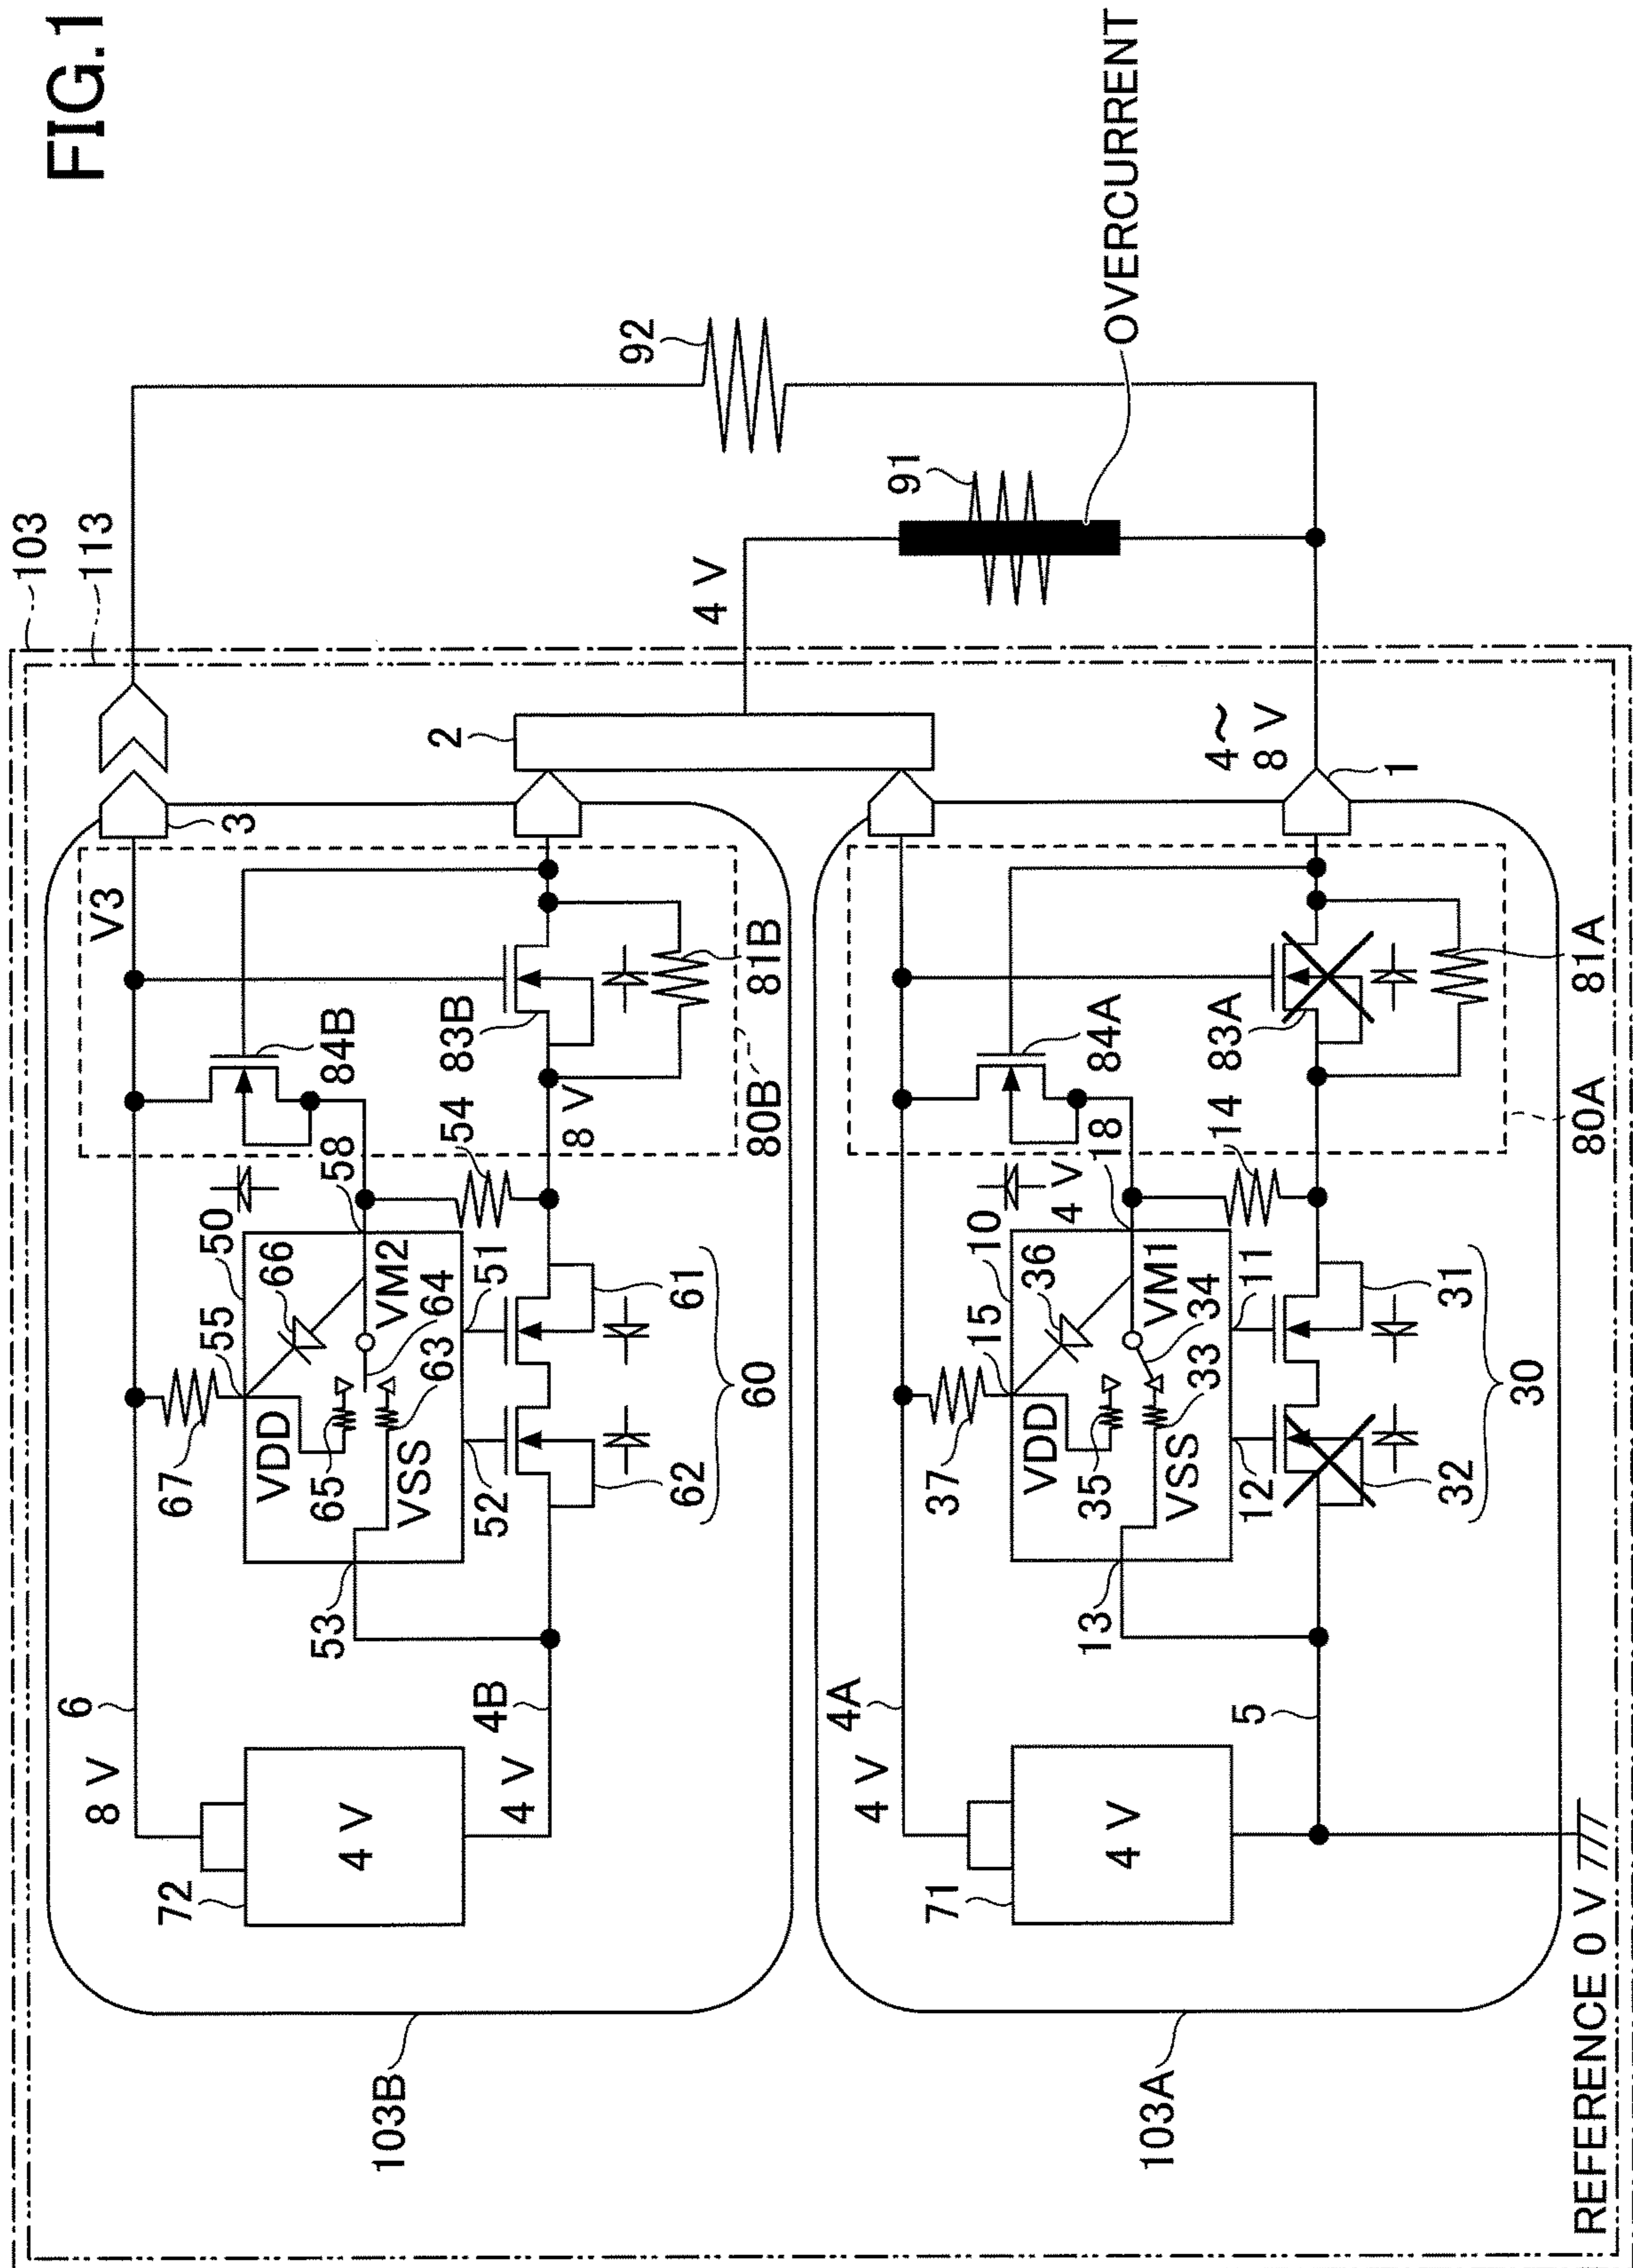 FIG.1
103
113
3
V3
84B
83B
81B
80B
8 V
54
58
50
66
55
VM2
64
63
65
51
52
53
VDD
VSS
67
61
62
60
6
8 V
4B
4 V
72
4 V
103B
2
4 V
92
91
OVERCURRENT
4~
8 V
1
84A
83A
81A
80A
4 V
18
14
10
36
15
VM1
34
33
35
11
12
13
VDD
VSS
37
31
32
30
4A
4 V
5
71
4 V
103A
REFERENCE 0 V